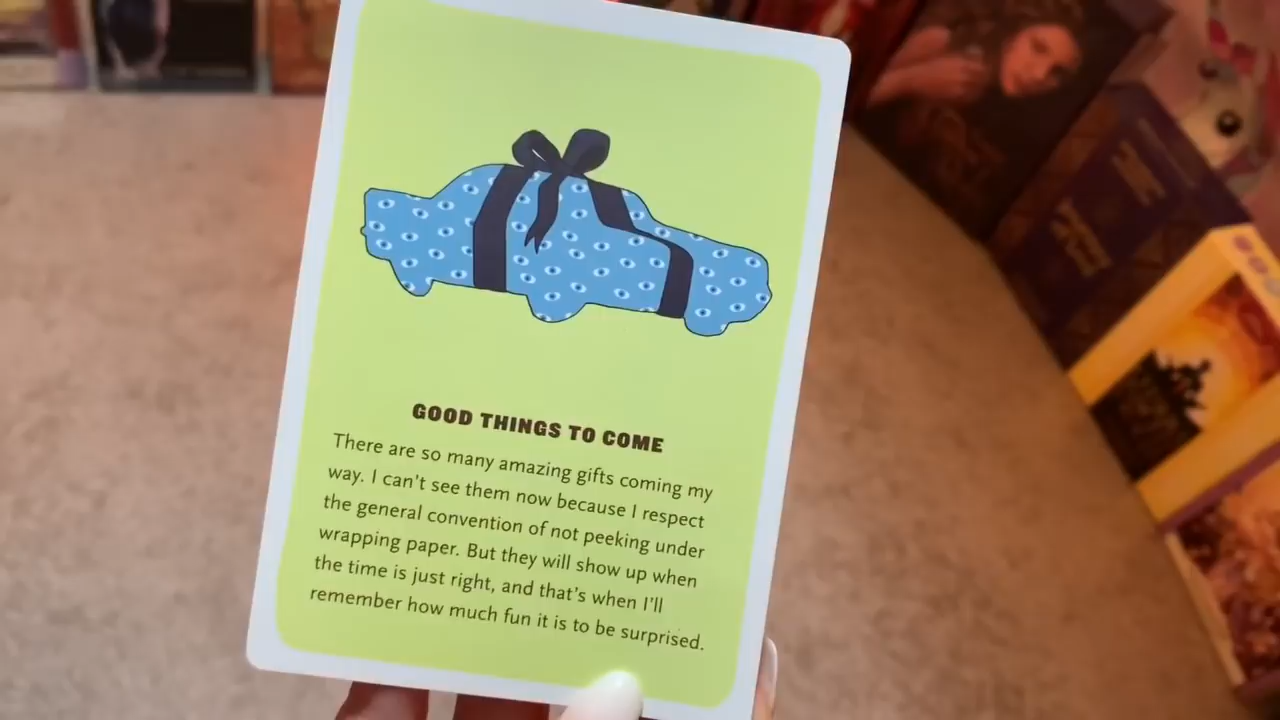 GOOD THINGS TO COME
There are so many amazing gifts coming my
way. I can't see them now because I respect
the general convention of not peeking under
wrapping paper. But they will show up when
the time is just right, and that's when I'll
remember how much fun it is to be surprised.